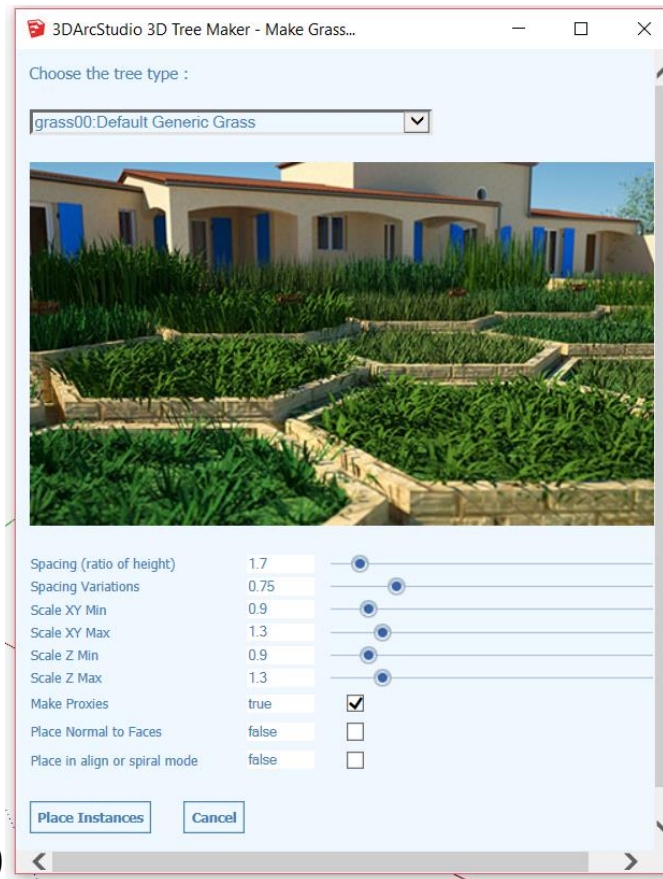 3DArcStudio 3D Tree Maker - Make Grass...
Choose the tree type :
grass00:Default Generic Grass
Spacing (ratio of height) 1.7
Spacing Variations 0.75
Scale XY Min 0.9
Scale XY Max 1.3
Scale Z Min 0.9
Scale Z Max 1.3
Make Proxies true
Place Normal to Faces false
Place in align or spiral mode false
Place Instances Cancel